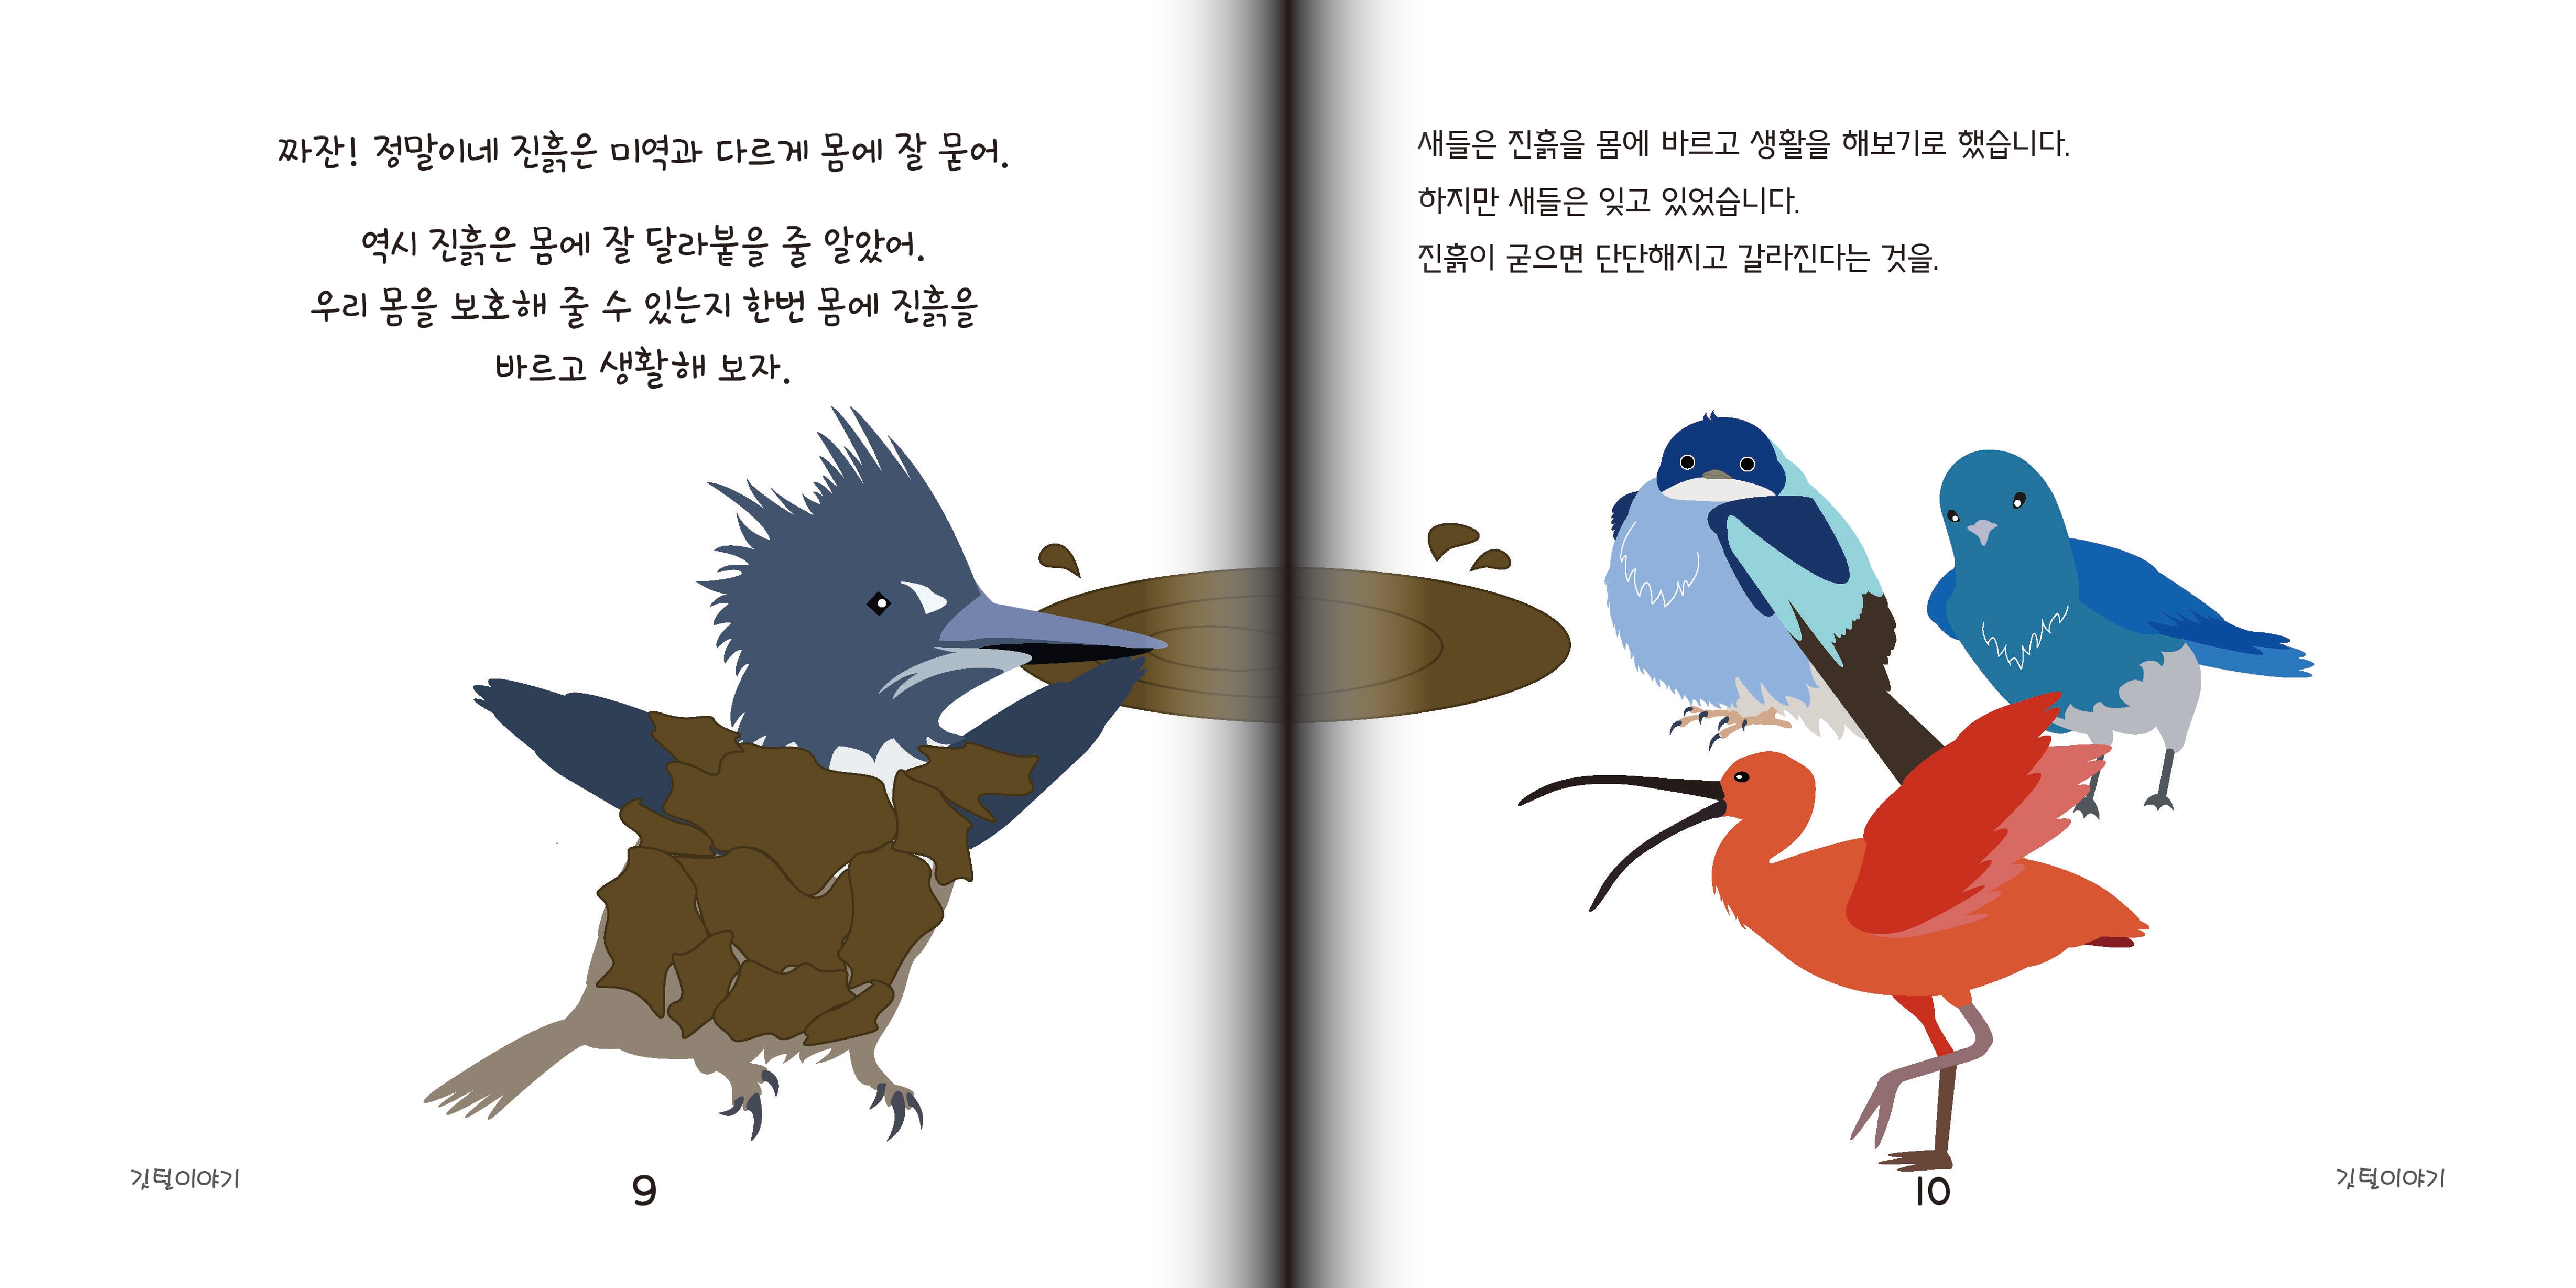 짜잔! 정말이네 진흙은 미역과 다르게 몸에 잘 묻어.
역시 진흙은 몸에 잘 달라붙을 줄 알았어.
우리 몸을 보호해 줄 수 있는지 한번 몸에 진흙을
바르고 생활해 보자.
깃털이야기
9
새들은 진흙을 몸에 바르고 생활을 해보기로 했습니다.
하지만 새들은 잊고 있었습니다.
진흙이 굳으면 단단해지고 갈라진다는 것을.
10
깃털이야기